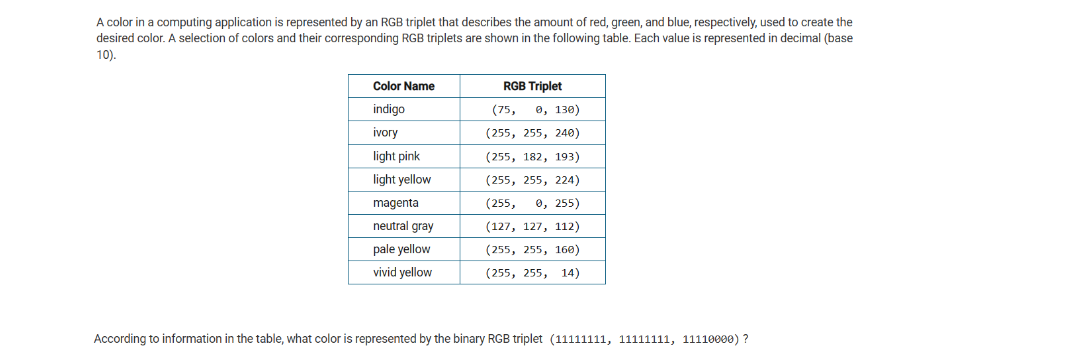 A color in a computing application is represented by an RGB triplet that describes the amount of red, green, and blue, respectively, used to create the
desired color. A selection of colors and their corresponding RGB triplets are shown in the following table. Each value is represented in decimal (base
10).
Color Name RGB Triplet
indigo (75, 0, 130)
ivory (255, 255, 240)
light pink (255, 182, 193)
light yellow (255, 255, 224)
magenta (255, 0, 255)
neutral gray (127, 127, 112)
pale yellow (255, 255, 160)
vivid yellow (255, 255, 14)
According to information in the table, what color is represented by the binary RGB triplet (11111111, 11111111, 11110000) ?